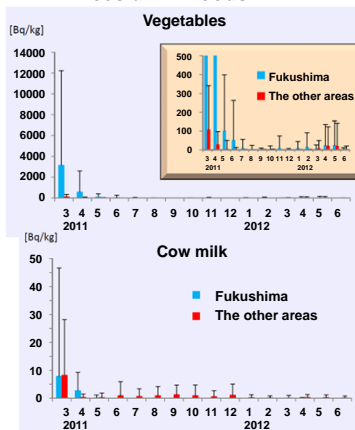 Vegetables
[Bq/kg]
14000
12000
10000
8000
6000
4000
2000
0
3 4 5 6 7 8 9 10 11 12 1 2 3 4 5 6
2011 2012
500
400
300
200
100
0
Fukushima
The other areas
3 4 5 6 7 8 9 10 11 12 1 2 3 4 5 6
2011 2012
[Bq/kg]
Cow milk
50
40
30
20
10
0
Fukushima
The other areas
3 4 5 6 7 8 9 10 11 12 1 2 3 4 5 6
2011 2012